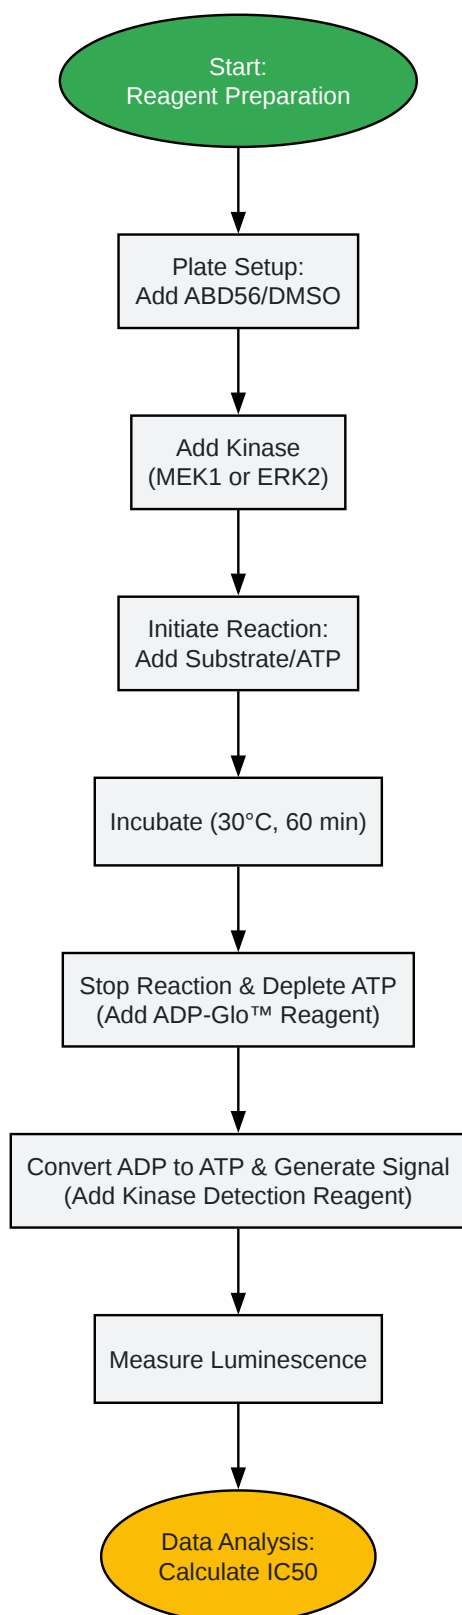 Start:
Reagent Preparation
Plate Setup:
Add ABD56/DMSO
Add Kinase
(MEK1 or ERK2)
Initiate Reaction:
Add Substrate/ATP
Incubate (30°C, 60 min)
Stop Reaction & Deplete ATP
(Add ADP-Glo™ Reagent)
Convert ADP to ATP & Generate Signal
(Add Kinase Detection Reagent)
Measure Luminescence
Data Analysis:
Calculate IC50